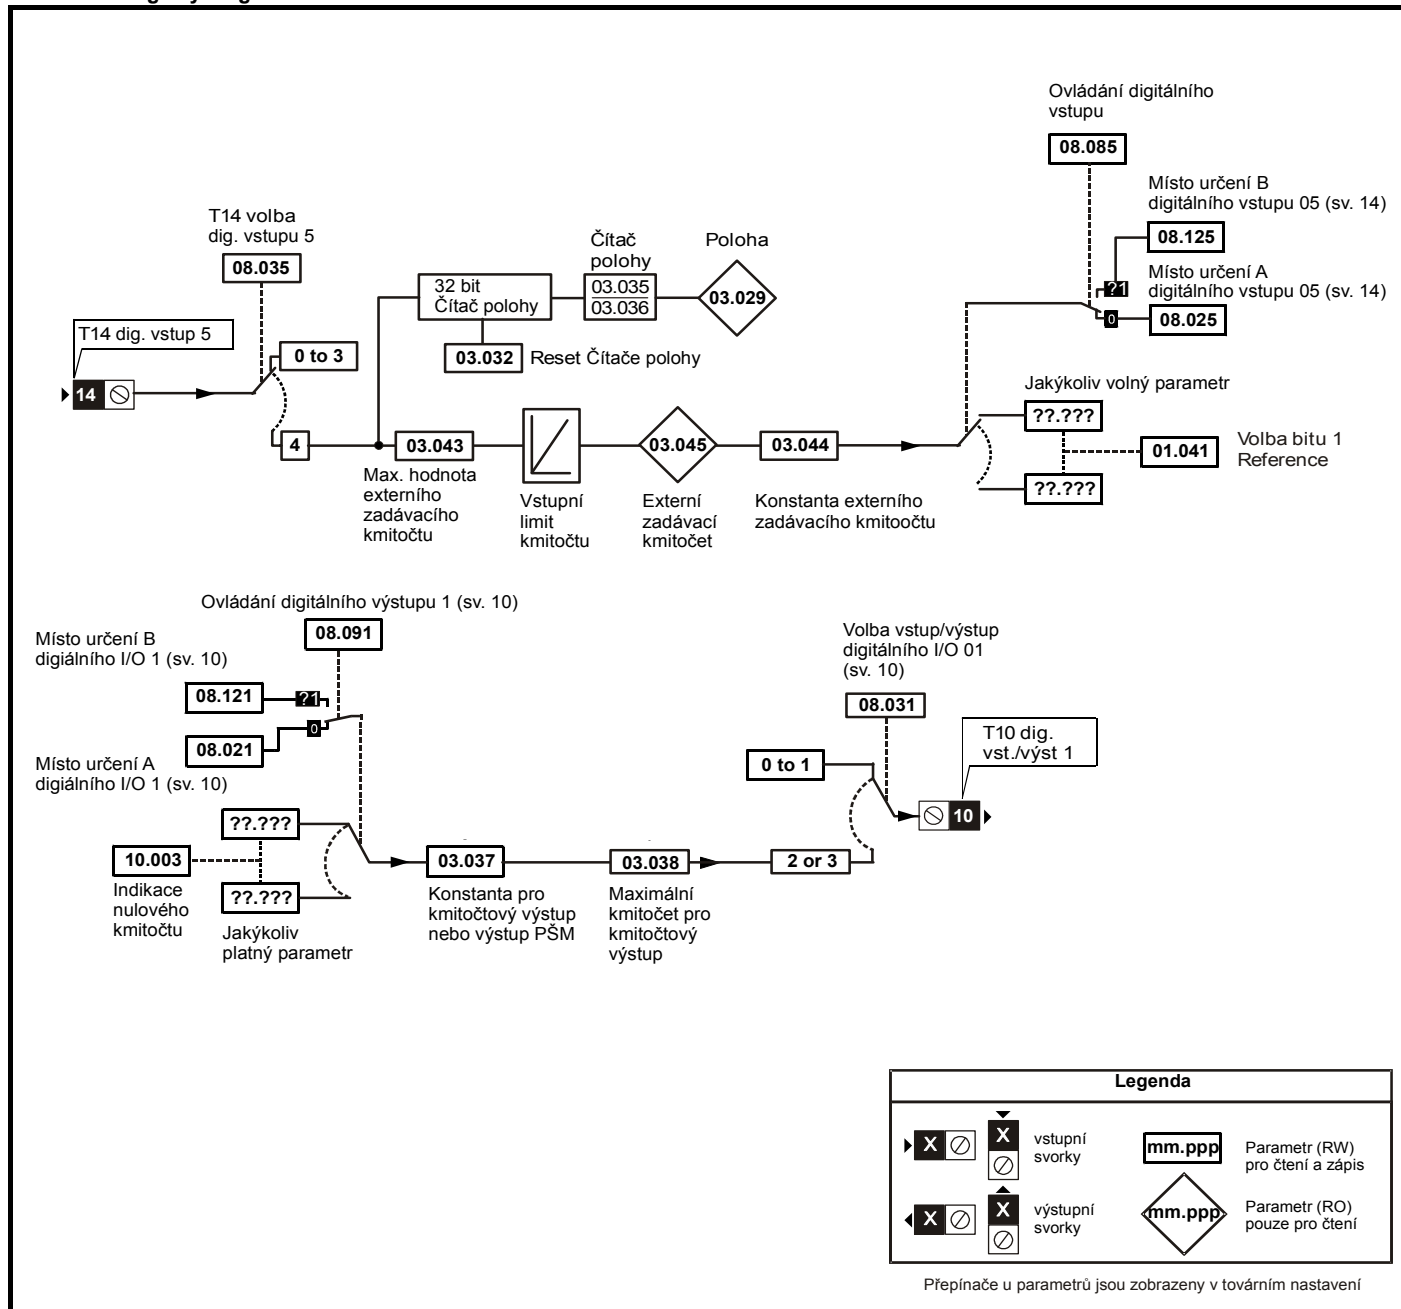 Ovládání digitálního
vstupu
08.085
Místo určení B
digitálního vstupu 05 (sv. 14)
08.125
?1
Místo určení A
digitálního vstupu 05 (sv. 14)
0
08.025
T14 volba
dig. vstupu 5
08.035
T14 dig. vstup 5
14
0 to 3
4
32 bit
Čítač polohy
Čítač
polohy
03.035
03.036
Poloha
03.029
03.032
Reset Čítače polohy
03.043
Max. hodnota
externího
zadávacího
kmitočtu
Vstupní
limit
kmitočtu
03.045
Externí
zadávací
kmitočet
03.044
Konstanta externího
zadávacího kmitoočtu
Jakýkoliv volný parametr
??.???
??.???
01.041
Volba bitu 1
Reference
Ovládání digitálního výstupu 1 (sv. 10)
08.091
Místo určení B
digiálního I/O 1 (sv. 10)
08.121
?1
0
08.021
Místo určení A
digiálního I/O 1 (sv. 10)
??.???
10.003
Indikace
nulového
kmitočtu
??.???
Jakýkoliv
platný parametr
03.037
Konstanta pro
kmitočtový výstup
nebo výstup PŠM
03.038
Maximální
kmitočet pro
kmitočtový
výstup
2 or 3
0 to 1
Volba vstup/výstup
digitálního I/O 01
(sv. 10)
08.031
T10 dig.
vst./výst 1
10
Legenda
X
X
vstupní
svorky
mm.ppp
Parametr (RW)
pro čtení a zápis
X
X
výstupní
svorky
mm.ppp
Parametr (RO)
pouze pro čtení
Přepínače u parametrů jsou zobrazeny v továrním nastavení